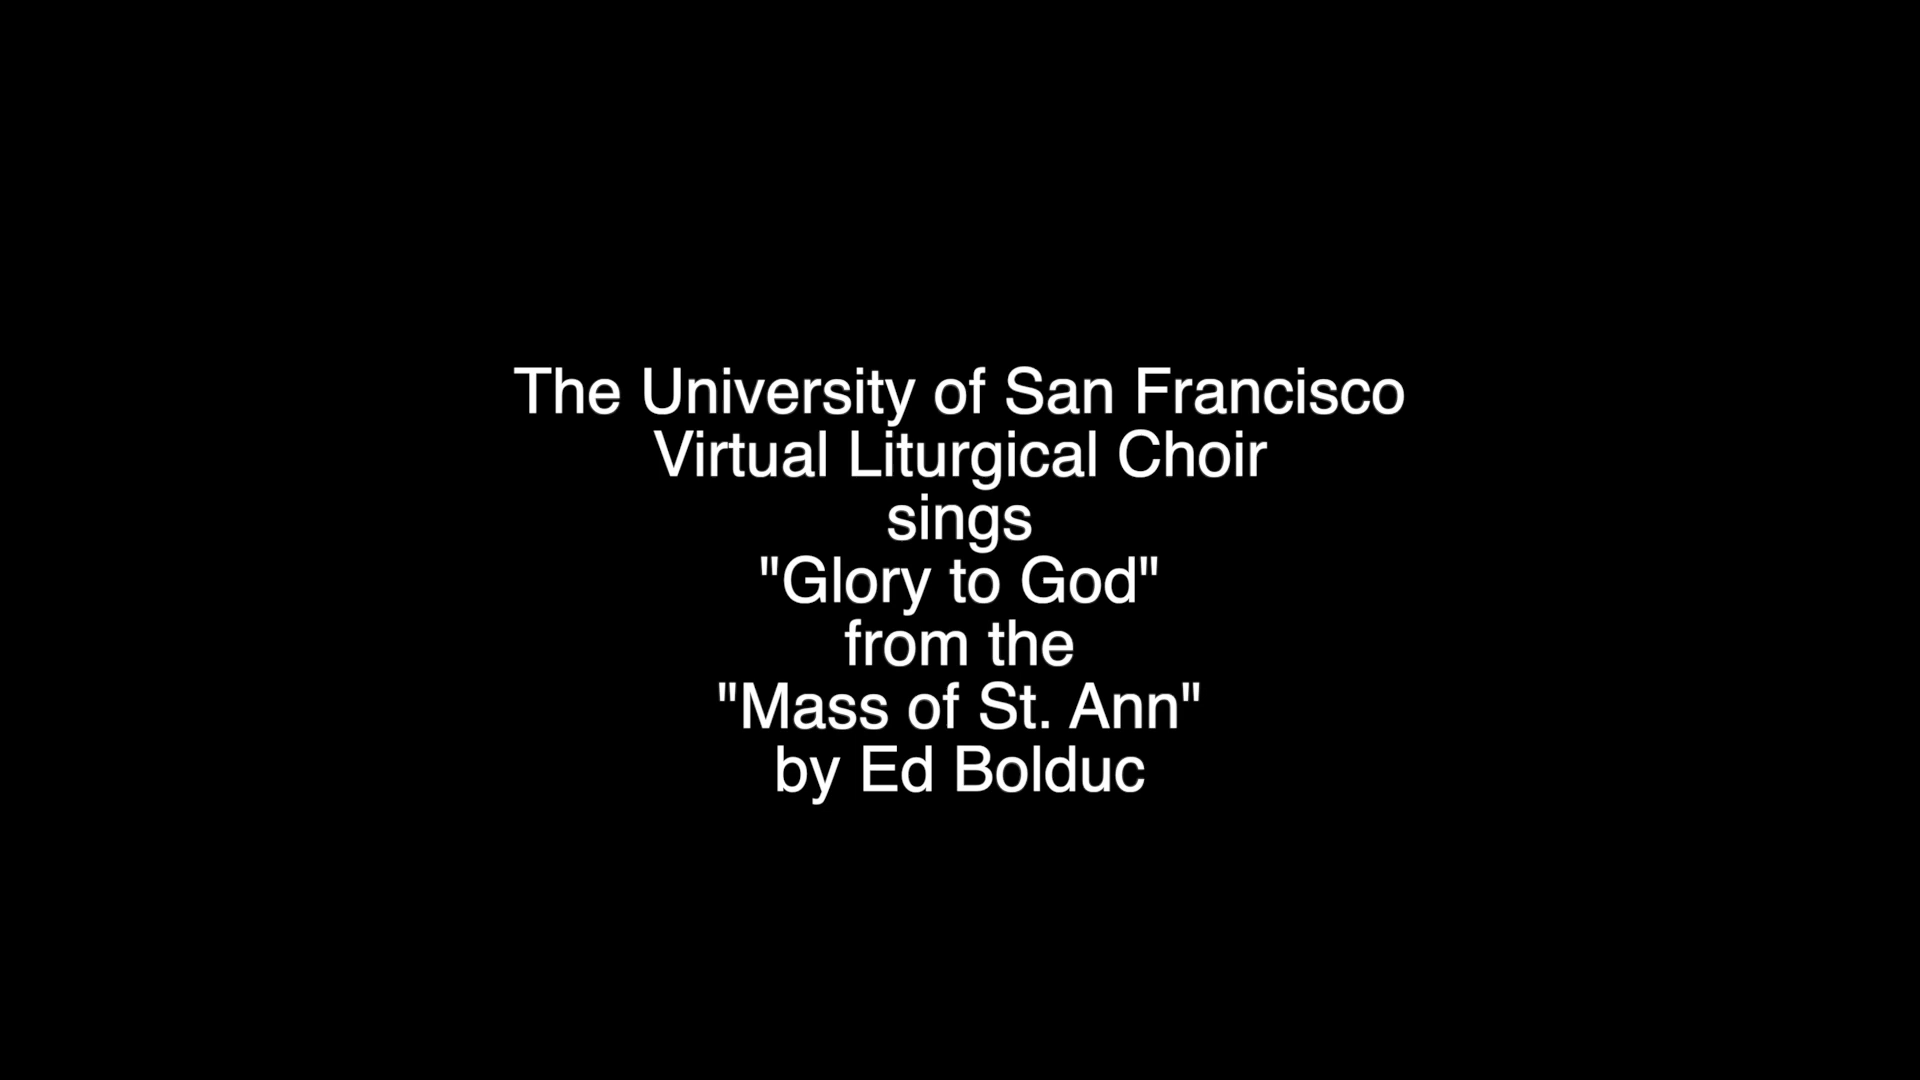 The University of San Francisco
Virtual Liturgical Choir
sings
"Glory to God"
from the
"Mass of St. Ann"
by Ed Bolduc